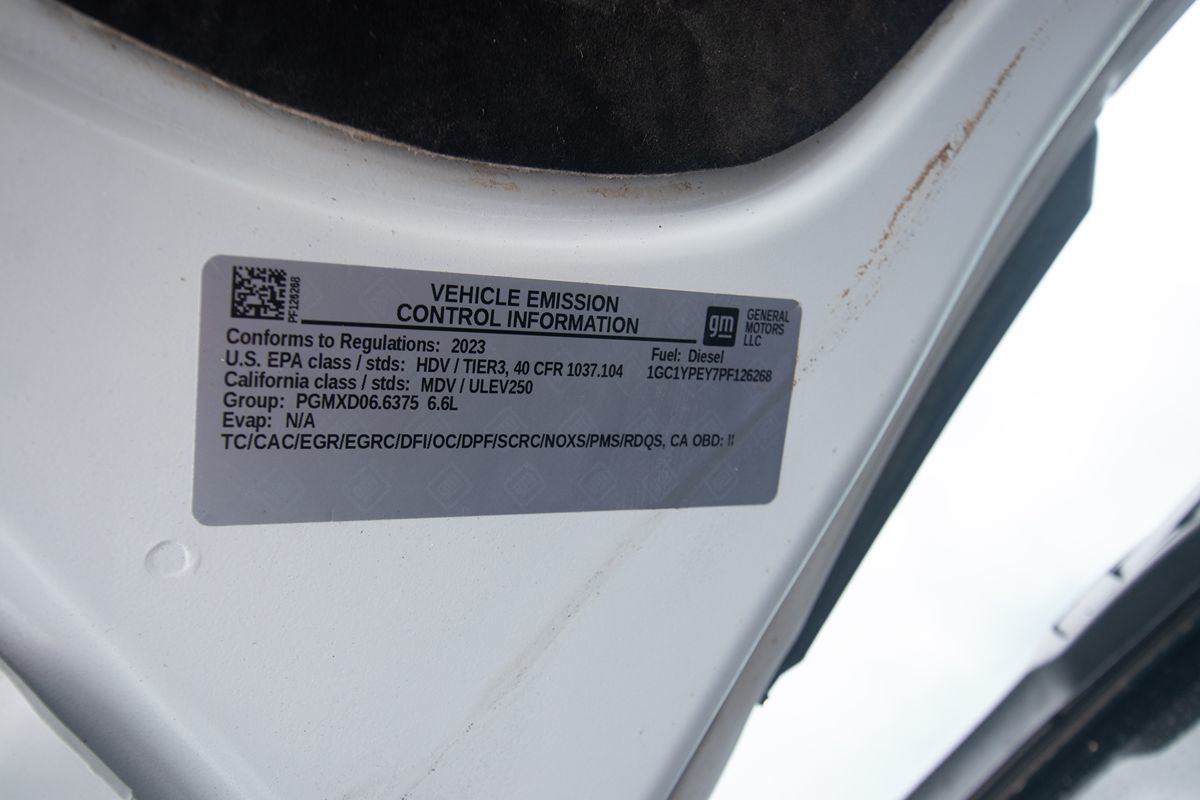 PF126268
VEHICLE EMISSION
CONTROL INFORMATION
gm
GENERAL
MOTORS
LLC
Conforms to Regulations: 2023
Fuel: Diesel
U.S. EPA class / stds: HDV / TIER3, 40 CFR 1037.104
1GC1YPEY7PF126268
California class / stds: MDV / ULEV250
Group: PGMXD06.6375 6.6L
Evap: N/A
TC/CAC/EGR/EGRC/DFI/OC/DPF/SCRC/NOXS/PMS/RDQS, CA OBD: II